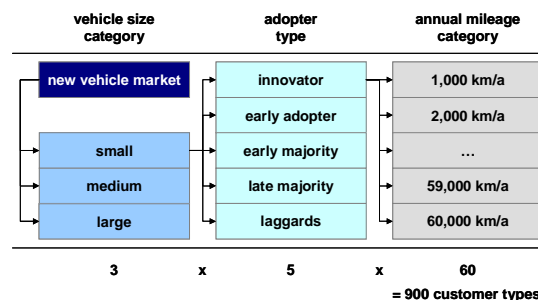 vehicle size category
adopter type
annual mileage category
new vehicle market
innovator
1,000 km/a
early adopter
2,000 km/a
small
early majority
...
medium
late majority
59,000 km/a
large
laggards
60,000 km/a
3 x 5 x 60
= 900 customer types